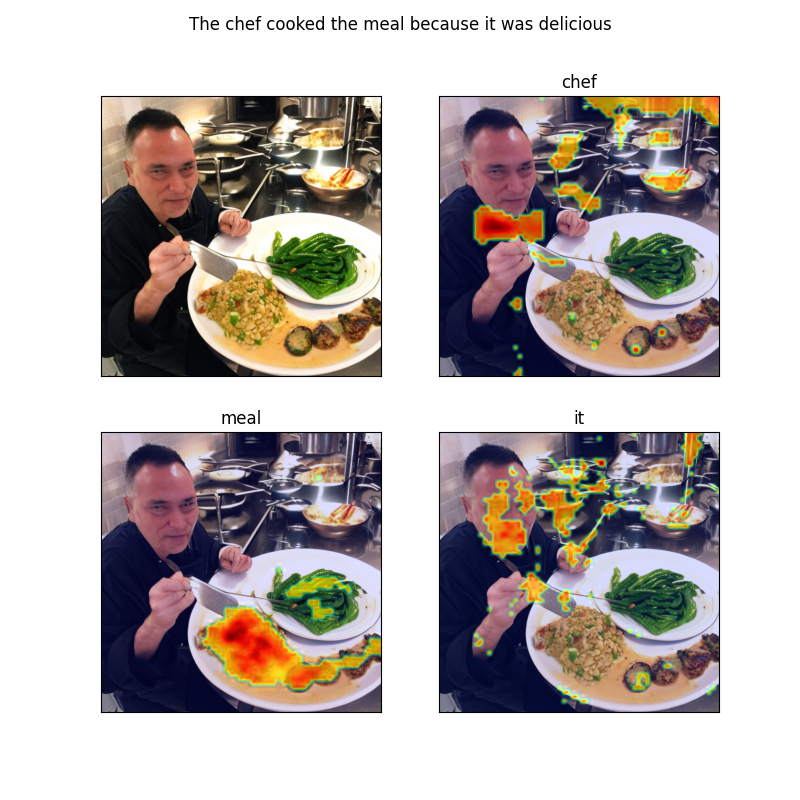 The chef cooked the meal because it was delicious
chef
meal
it